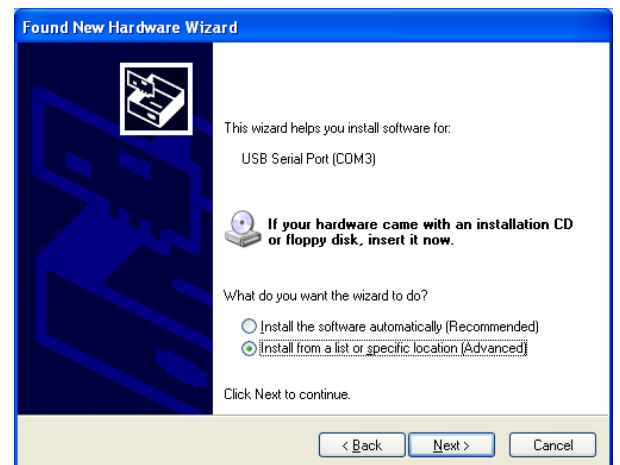 Found New Hardware Wizard
This wizard helps you install software for:
USB Serial Port (COM3)
If your hardware came with an installation CD
or floppy disk, insert it now.
What do you want the wizard to do?
Install the software automatically (Recommended)
Install from a list or specific location (Advanced)
Click Next to continue.
< Back
Next >
Cancel